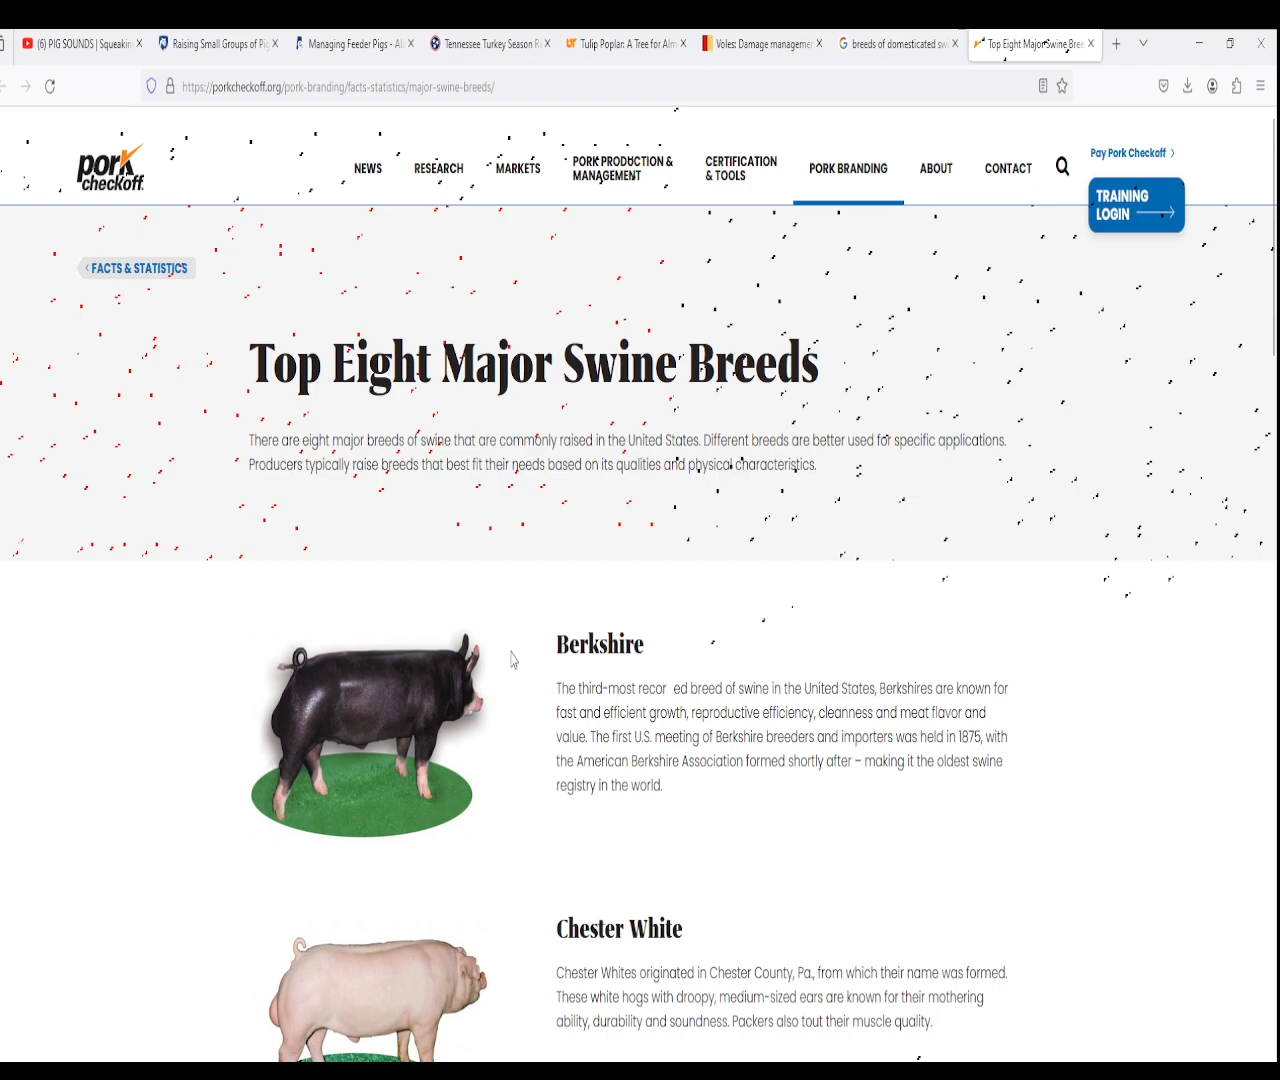 (6) PIG SOUNDS | Squeakin
Raising Small Groups of Pi
Managing Feeder Pigs - Al
Tennessee Turkey Season R
Tulip Poplar: A Tree for Alm
Voles: Damage manageme
breeds of domesticated sw
Top Eight Major Swine Bree
https://porkcheckoff.org/pork-branding/facts-statistics/major-swine-breeds/
pork
checkoff
NEWS
RESEARCH
MARKETS
PORK PRODUCTION &
MANAGEMENT
CERTIFICATION
& TOOLS
PORK BRANDING
ABOUT
CONTACT
Pay Pork Checkoff
TRAINING
LOGIN
FACTS & STATISTICS
Top Eight Major Swine Breeds
There are eight major breeds of swine that are commonly raised in the United States. Different breeds are better used for specific applications.
Producers typically raise breeds that best fit their needs based on its qualities and physical characteristics.
Berkshire
The third-most recor ed breed of swine in the United States, Berkshires are known for
fast and efficient growth, reproductive efficiency, cleanness and meat flavor and
value. The first U.S. meeting of Berkshire breeders and importers was held in 1875, with
the American Berkshire Association formed shortly after – making it the oldest swine
registry in the world.
Chester White
Chester Whites originated in Chester County, Pa., from which their name was formed.
These white hogs with droopy, medium-sized ears are known for their mothering
ability, durability and soundness. Packers also tout their muscle quality.